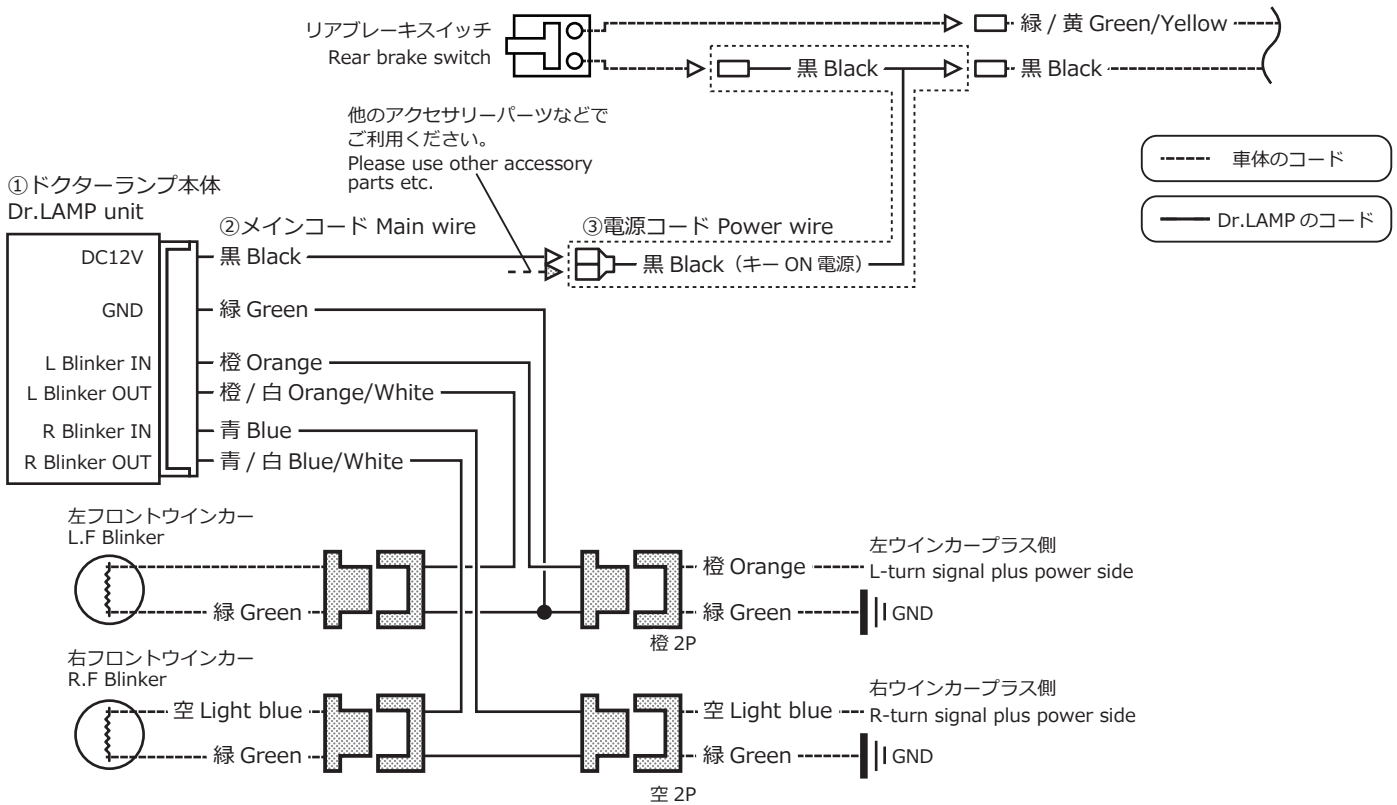 リアブレーキスイッチ
Rear brake switch
緑 / 黄 Green/Yellow
黒 Black
黒 Black
他のアクセサリーパーツなどで
ご利用ください。
Please use other accessory
parts etc.
車体のコード
Dr.LAMP のコード
①ドクターランプ本体
Dr.LAMP unit
②メインコード Main wire
③電源コード Power wire
DC12V
黒 Black
黒 Black（キー ON 電源）
GND
緑 Green
L Blinker IN
橙 Orange
L Blinker OUT
橙 / 白 Orange/White
R Blinker IN
青 Blue
R Blinker OUT
青 / 白 Blue/White
左フロントウインカー
L.F Blinker
緑 Green
橙 Orange
左ウインカープラス側
L-turn signal plus power side
緑 Green
GND
橙 2P
右フロントウインカー
R.F Blinker
空 Light blue
緑 Green
空 Light blue
右ウインカープラス側
R-turn signal plus power side
緑 Green
GND
空 2P